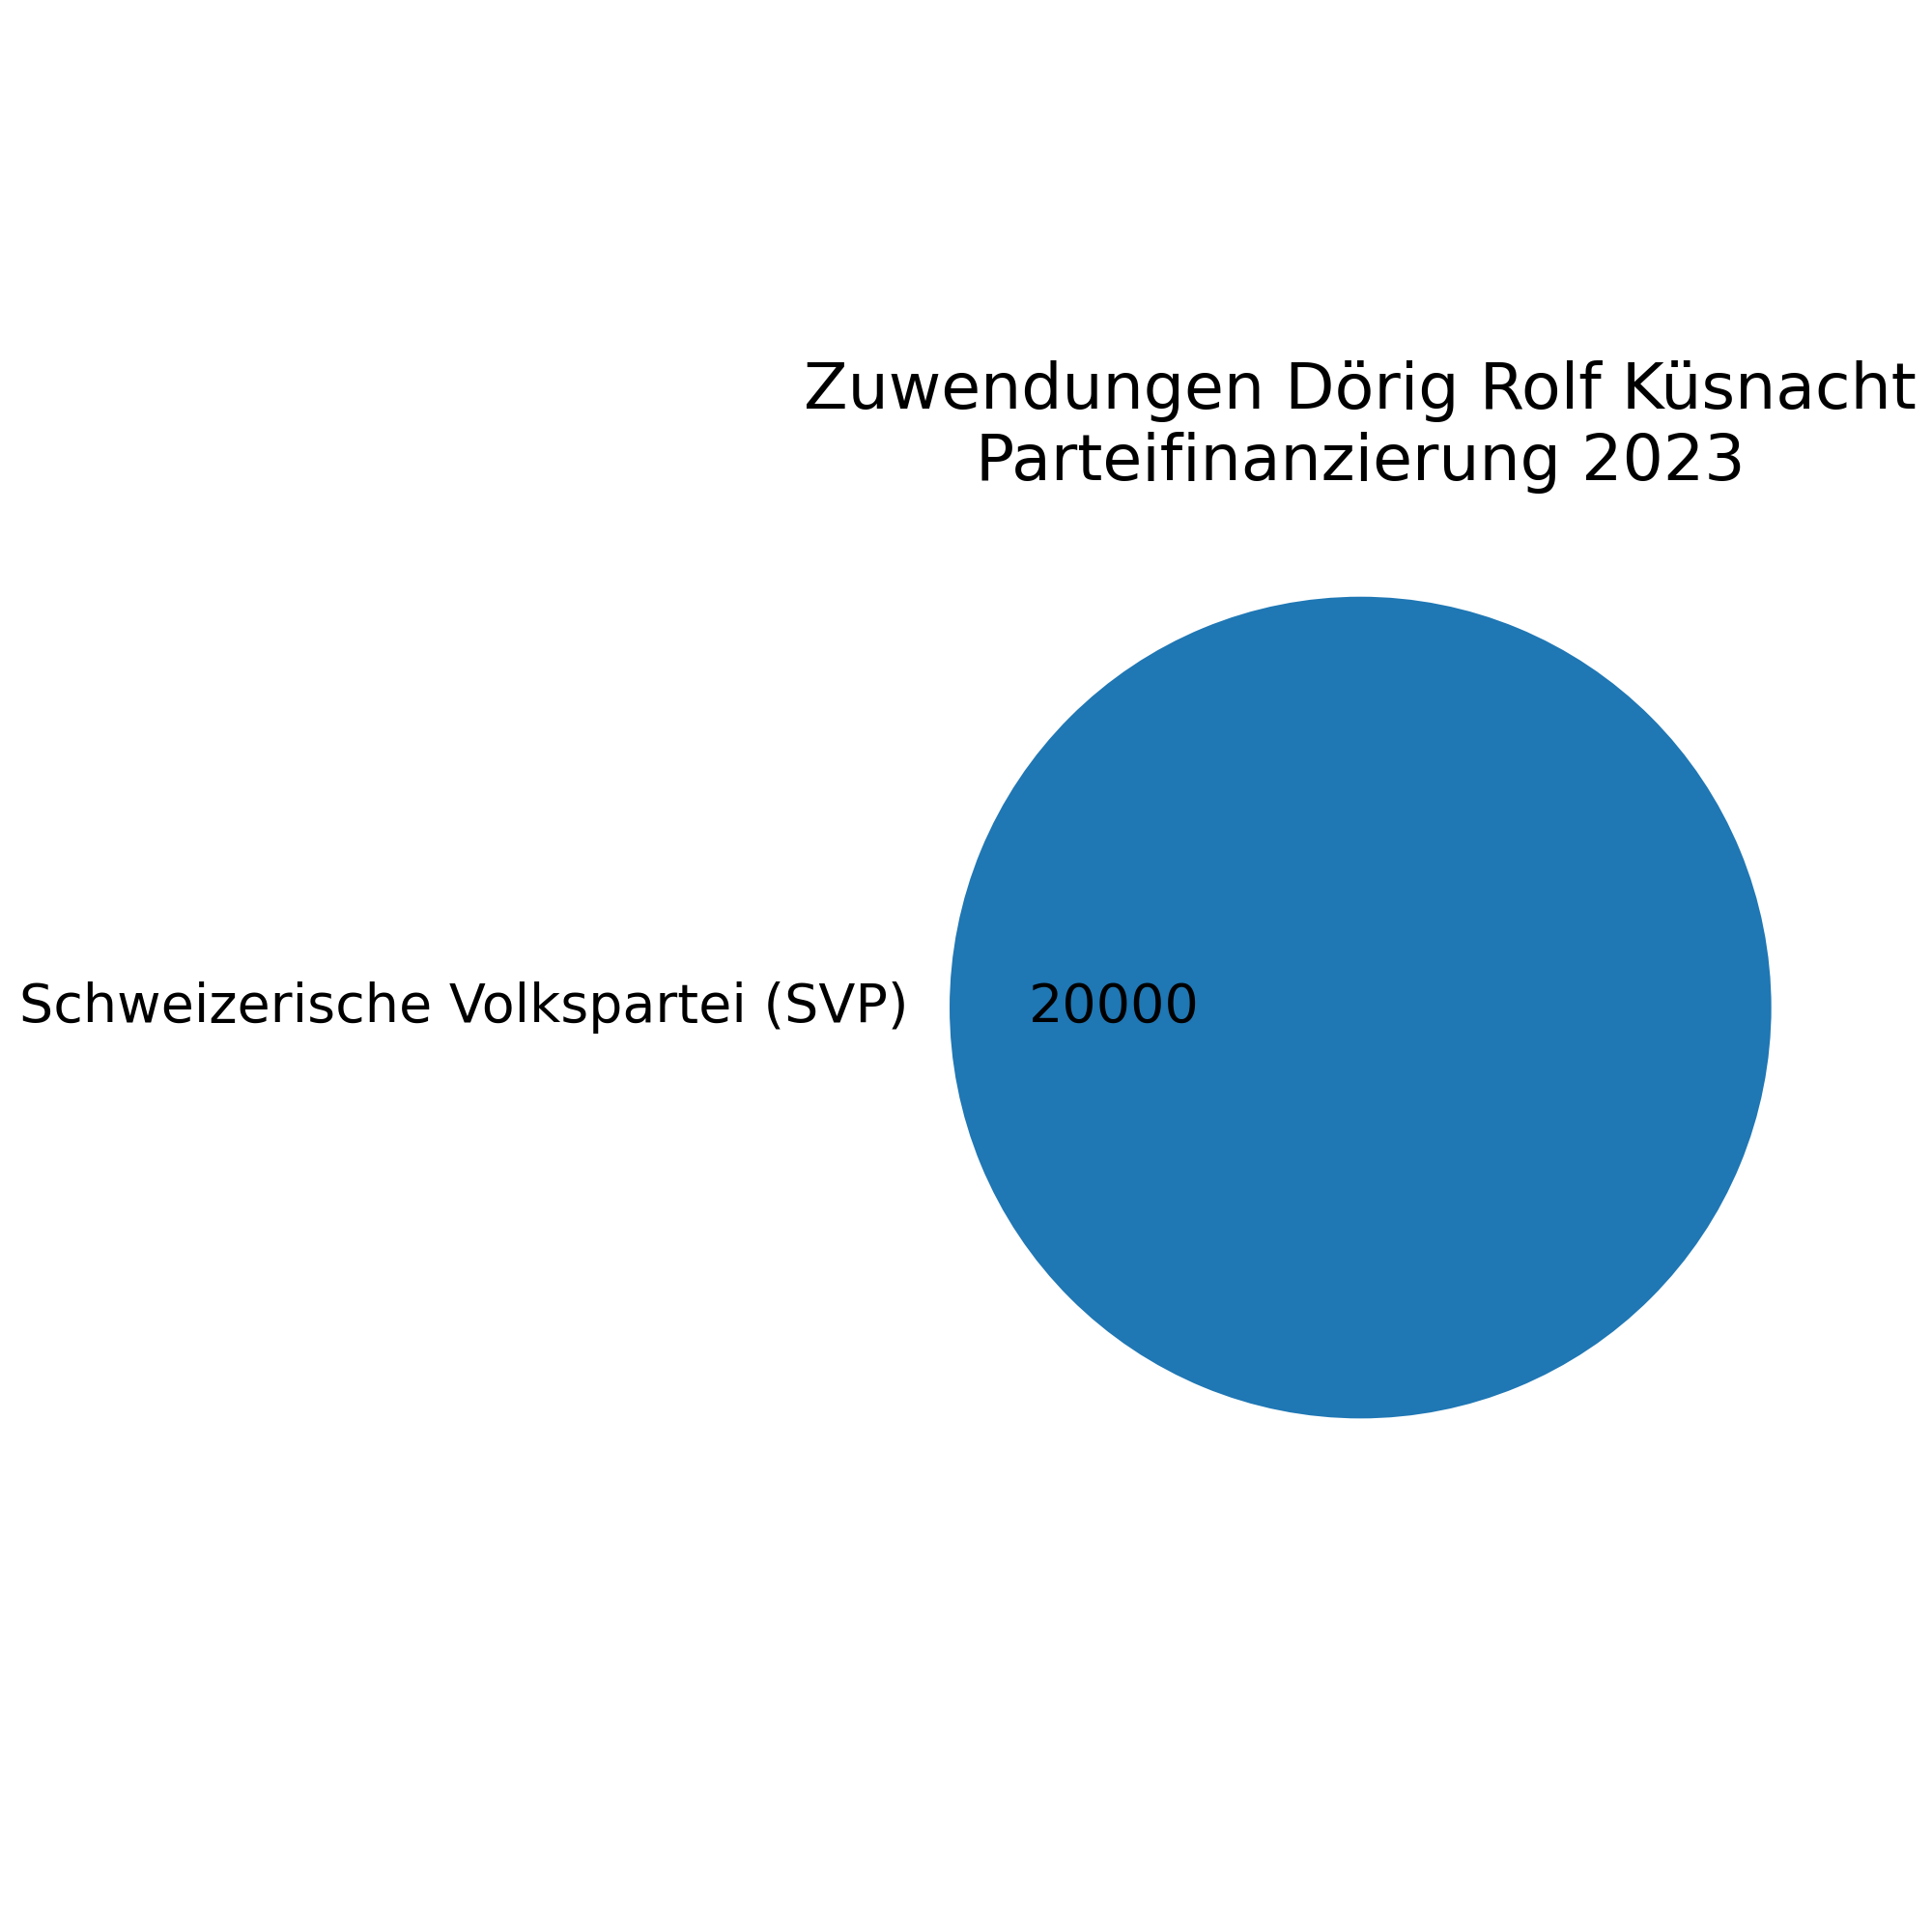 Zuwendungen Dörig Rolf Küsnacht
Parteifinanzierung 2023
Schweizerische Volkspartei (SVP)
20000